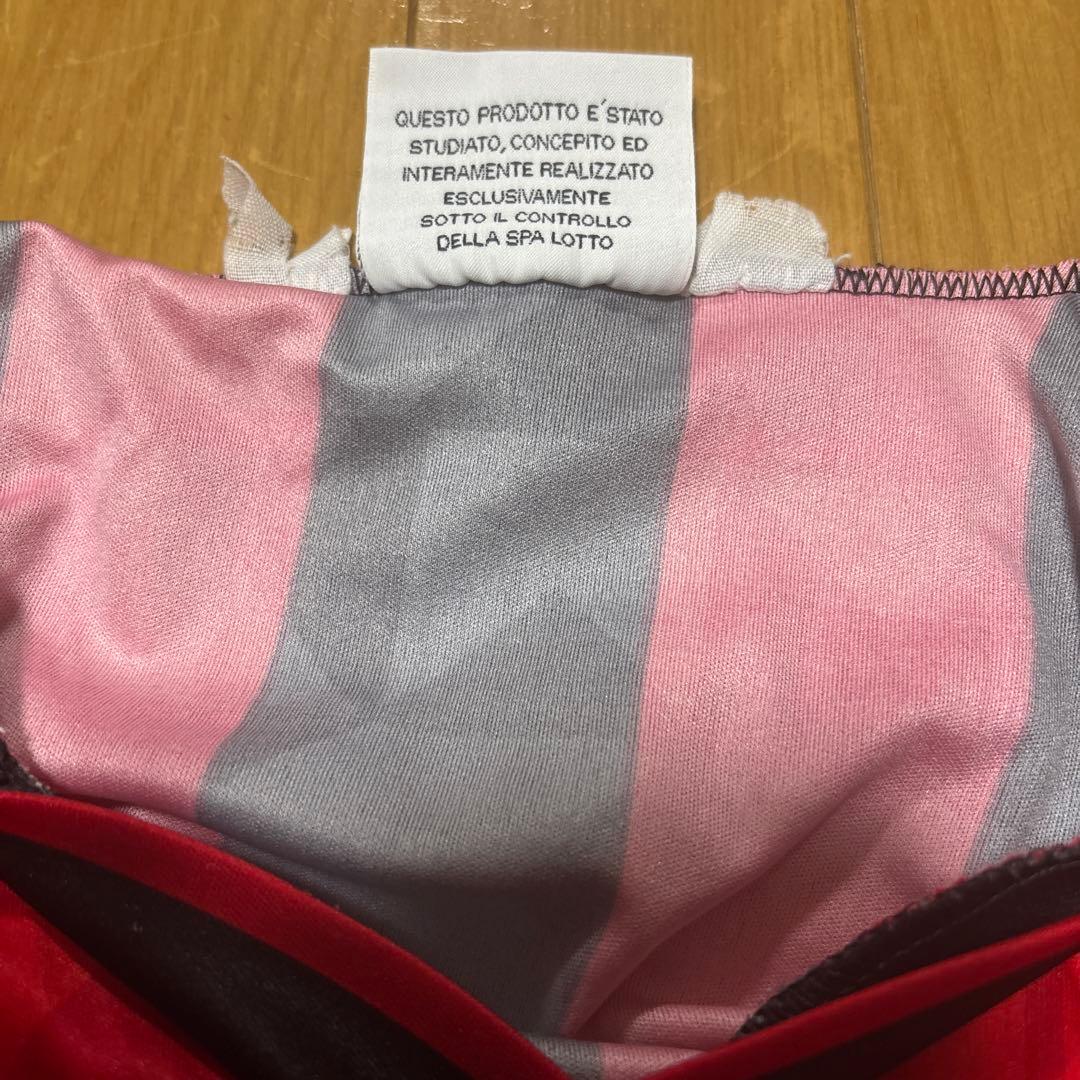 QUESTO PRODOTTO E´STATO
STUDIATO, CONCEPITO ED
INTERAMENTE REALIZZATO
ESCLUSIVAMENTE
SOTTO IL CONTROLLO
DELLA SPA LOTTO